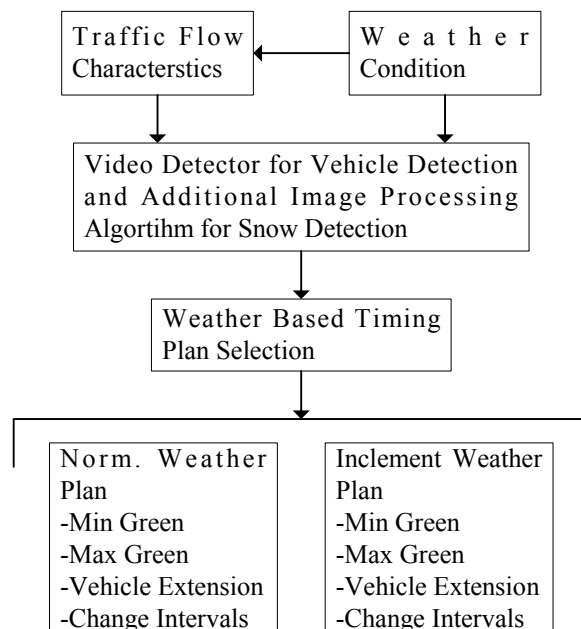 Traffic Flow
Characterstics
Weather
Condition
Video Detector for Vehicle Detection
and Additional Image Processing
Algortihm for Snow Detection
Weather Based Timing
Plan Selection
Norm. Weather
Plan
-Min Green
-Max Green
-Vehicle Extension
-Change Intervals
Inclement Weather
Plan
-Min Green
-Max Green
-Vehicle Extension
-Change Intervals